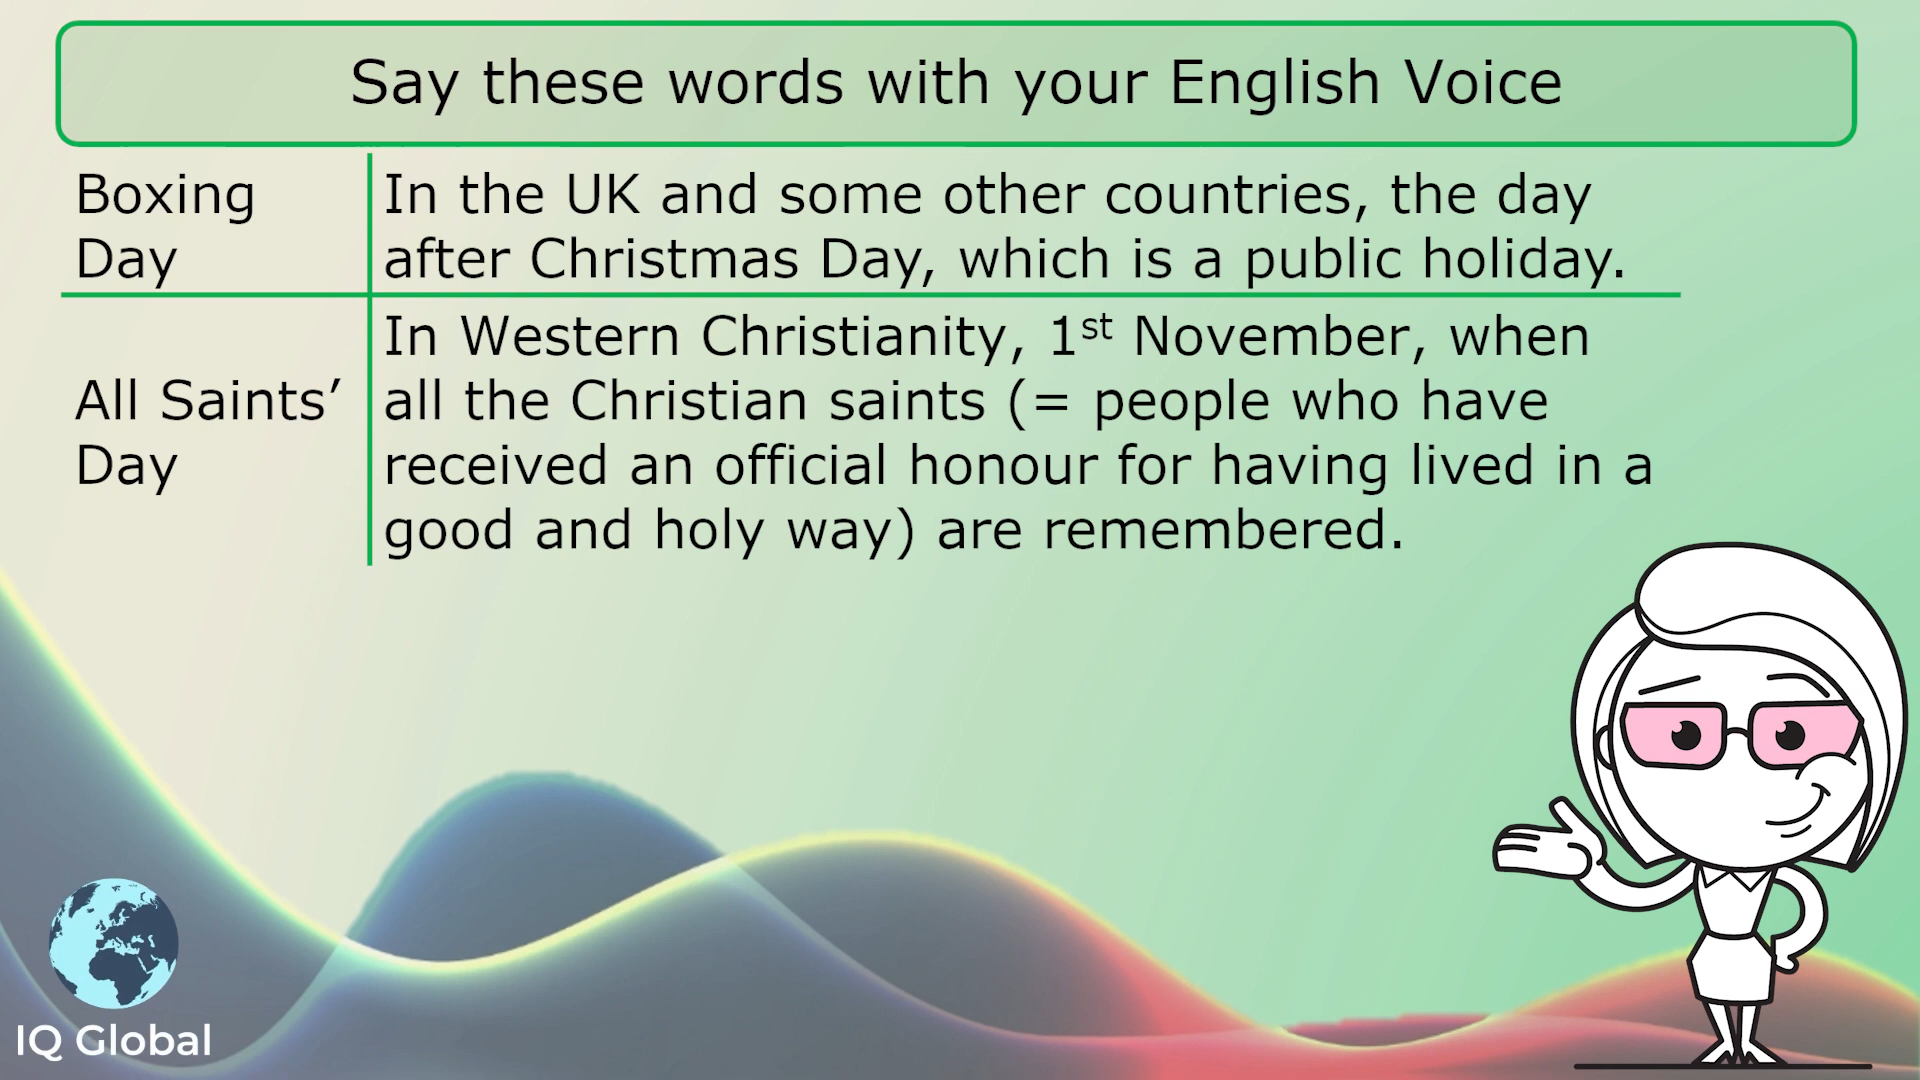 Say these words with your English Voice
Boxing
Day
In the UK and some other countries, the day
after Christmas Day, which is a public holiday.
All Saints’
Day
In Western Christianity, 1st November, when
all the Christian saints (= people who have
received an official honour for having lived in a
good and holy way) are remembered.
IQ Global